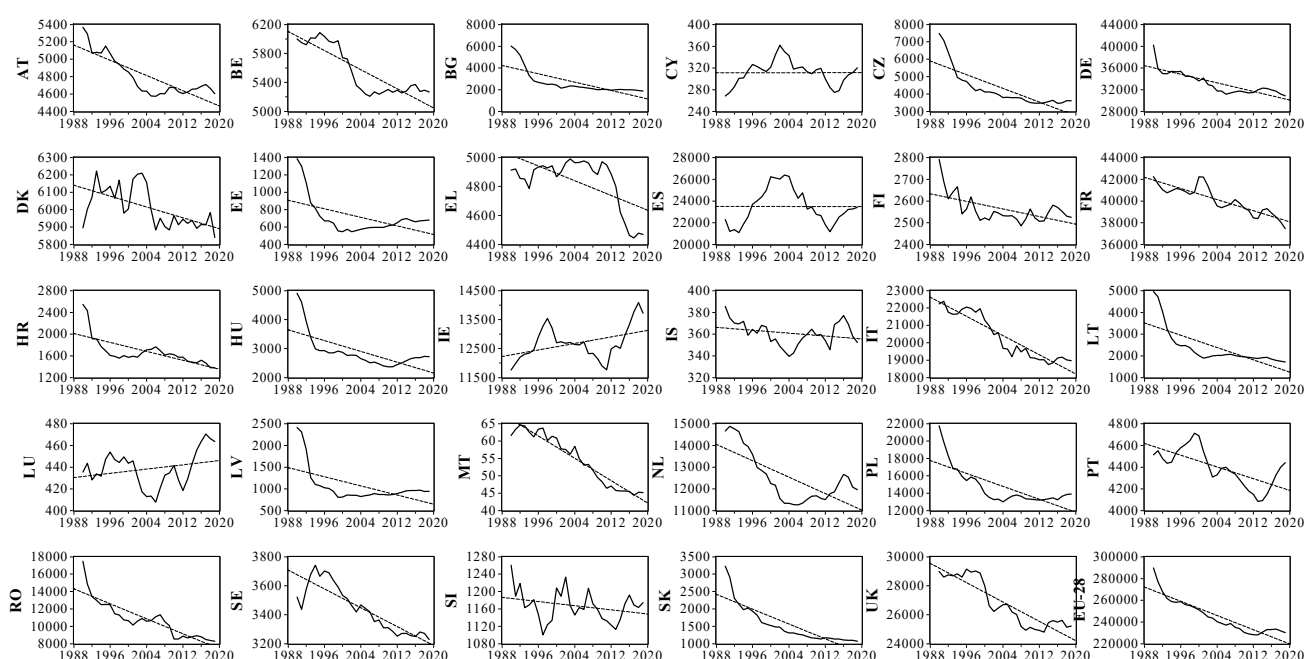 AT 5400 5200 5000 4800 4600 4400 1988 1996 2004 2012 2020
BE 6200 5800 5400 5000 1988 1996 2004 2012 2020
BG 8000 6000 4000 2000 0 1988 1996 2004 2012 2020
CY 400 360 320 280 240 1988 1996 2004 2012 2020
CZ 8000 7000 6000 5000 4000 3000 1988 1996 2004 2012 2020
DE 44000 40000 36000 32000 28000 1988 1996 2004 2012 2020
DK 6300 6200 6100 6000 5900 5800 1988 1996 2004 2012 2020
EE 1400 1200 1000 800 600 400 1988 1996 2004 2012 2020
EL 5000 4800 4600 4400 1988 1996 2004 2012 2020
ES 28000 26000 24000 22000 20000 1988 1996 2004 2012 2020
FI 2800 2700 2600 2500 2400 1988 1996 2004 2012 2020
FR 44000 42000 40000 38000 36000 1988 1996 2004 2012 2020
HR 2800 2400 2000 1600 1200 1988 1996 2004 2012 2020
HU 5000 4000 3000 2000 1988 1996 2004 2012 2020
IE 14500 13500 12500 11500 1988 1996 2004 2012 2020
IS 400 380 360 340 320 1988 1996 2004 2012 2020
IT 23000 22000 21000 20000 19000 18000 1988 1996 2004 2012 2020
LT 5000 4000 3000 2000 1000 1988 1996 2004 2012 2020
LU 480 460 440 420 400 1988 1996 2004 2012 2020
LV 2500 2000 1500 1000 500 1988 1996 2004 2012 2020
MT 65 60 55 50 45 40 1988 1996 2004 2012 2020
NL 15000 14000 13000 12000 11000 1988 1996 2004 2012 2020
PL 22000 20000 18000 16000 14000 12000 1988 1996 2004 2012 2020
PT 4800 4600 4400 4200 4000 1988 1996 2004 2012 2020
RO 18000 16000 14000 12000 10000 8000 1988 1996 2004 2012 2020
SE 3800 3600 3400 3200 1988 1996 2004 2012 2020
SI 1280 1240 1200 1160 1120 1080 1988 1996 2004 2012 2020
SK 3500 3000 2500 2000 1500 1000 1988 1996 2004 2012 2020
UK 30000 28000 26000 24000 1988 1996 2004 2012 2020
EU-28 300000 280000 260000 240000 220000 1988 1996 2004 2012 2020